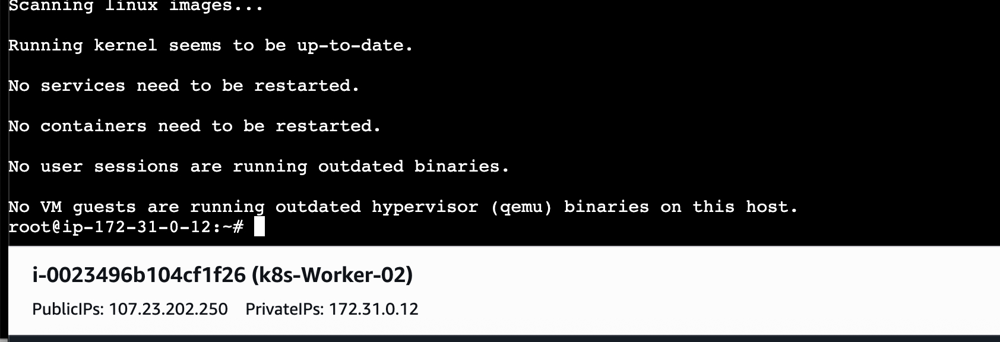 Scanning linux images...
Running kernel seems to be up-to-date.
No services need to be restarted.
No containers need to be restarted.
No user sessions are running outdated binaries.
No VM guests are running outdated hypervisor (qemu) binaries on this host.
root@ip-172-31-0-12:~#
i-0023496b104cf1f26 (k8s-Worker-02)
PublicIPs: 107.23.202.250 PrivateIPs: 172.31.0.12